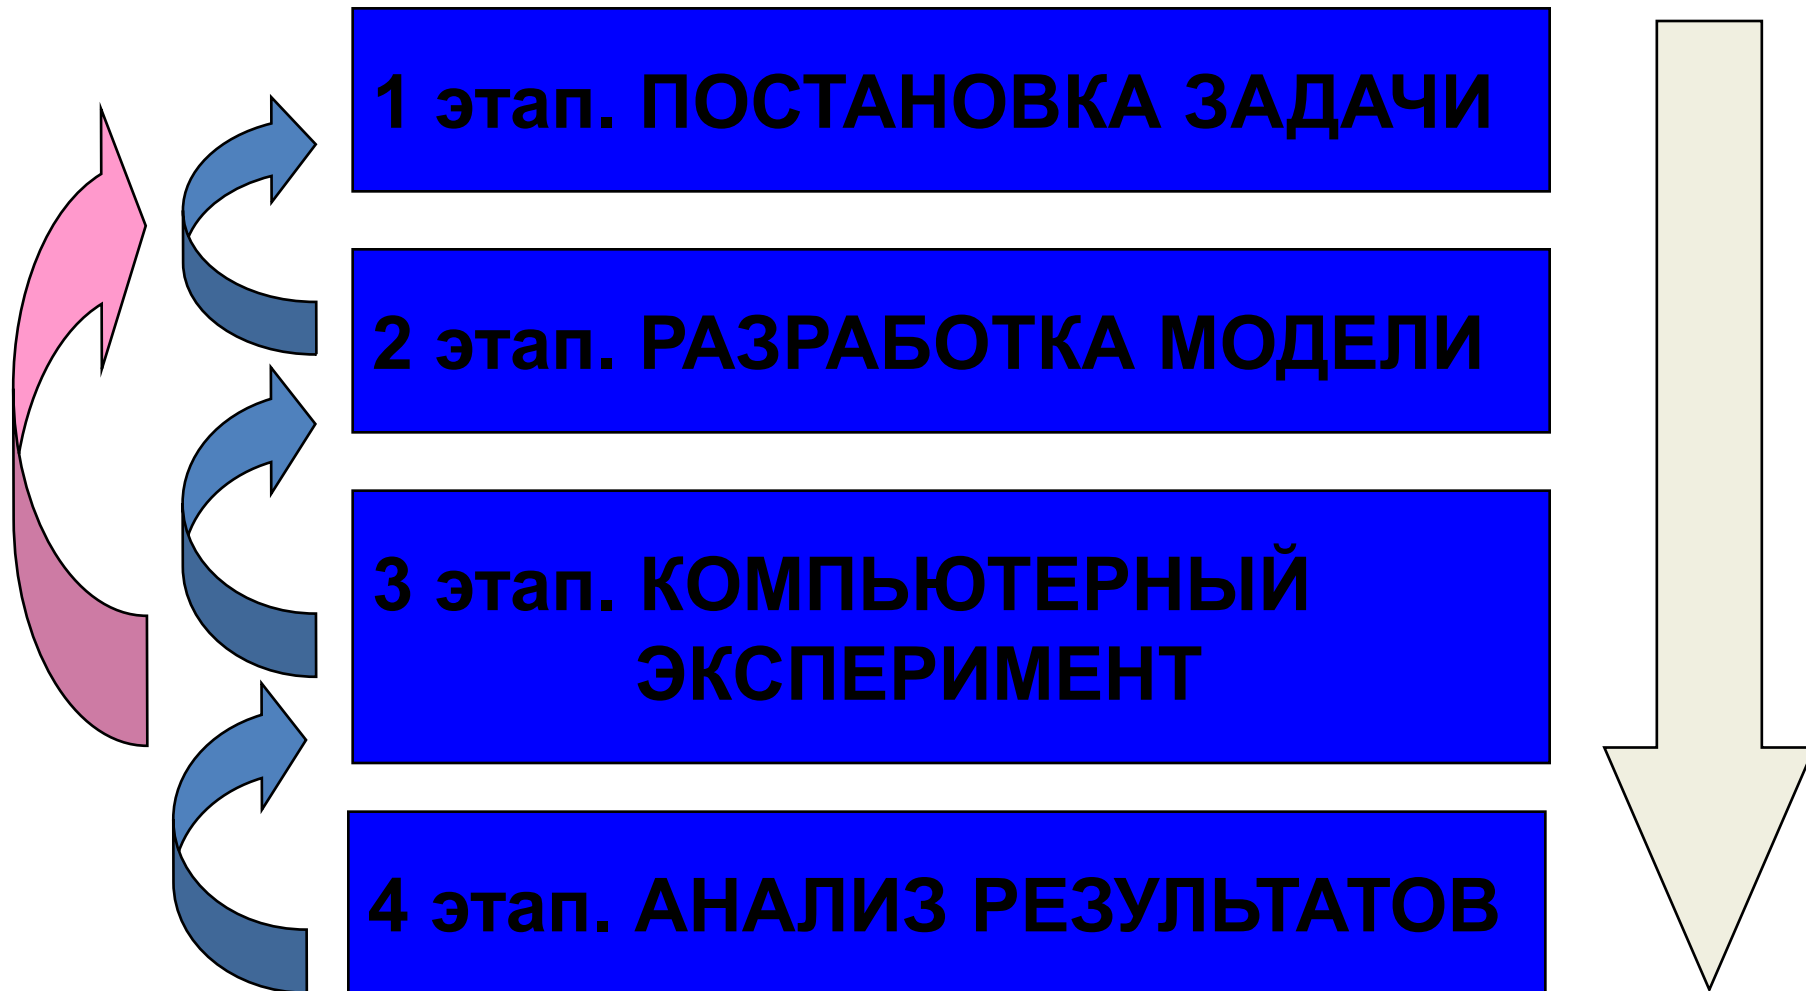 1 этап. ПОСТАНОВКА ЗАДАЧИ
2 этап. РАЗРАБОТКА МОДЕЛИ
3 этап. КОМПЬЮТЕРНЫЙ
ЭКСПЕРИМЕНТ
4 этап. АНАЛИЗ РЕЗУЛЬТАТОВ